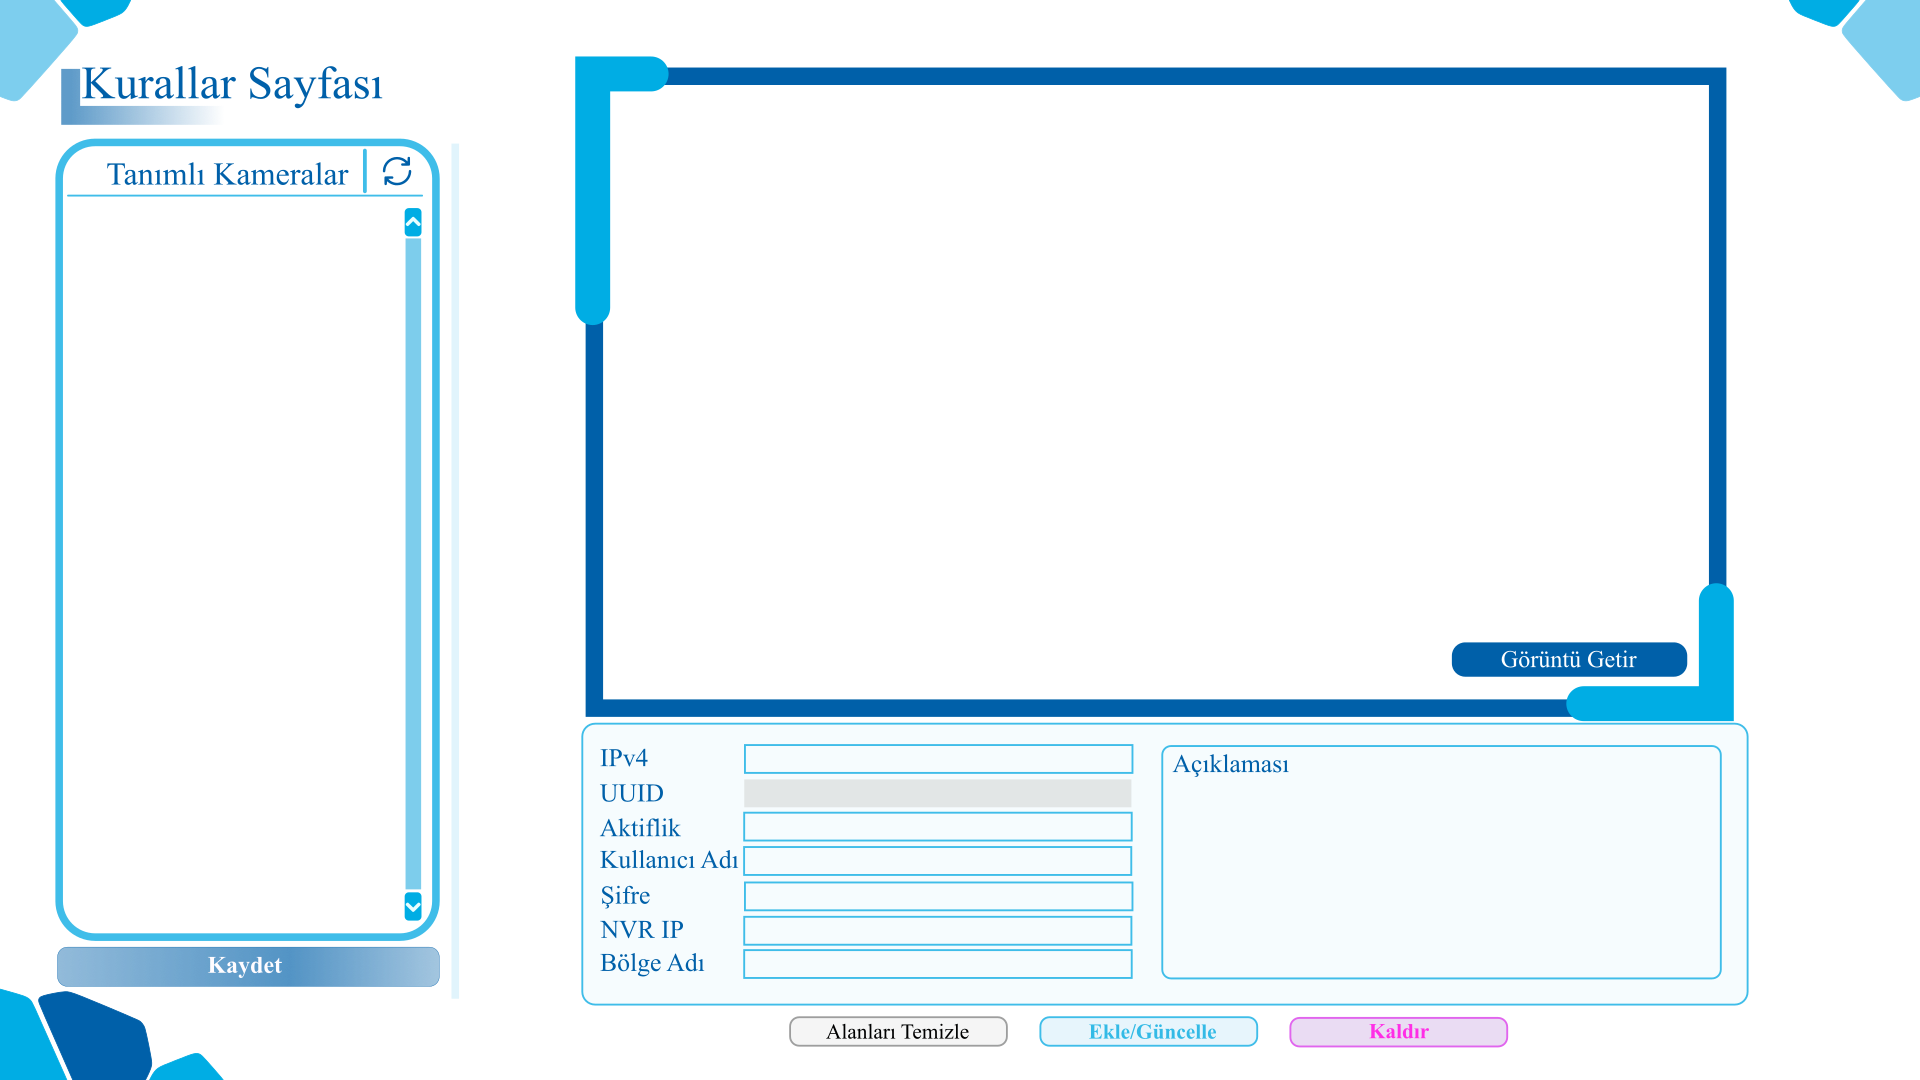 Kurallar Sayfası
Tanımlı Kameralar
Kaydet
Görüntü Getir
IPv4
UUID
Aktiflik
Kullanıcı Adı
Şifre
NVR IP
Bölge Adı
Açıklaması
Alanları Temizle
Ekle/Güncelle
Kaldır